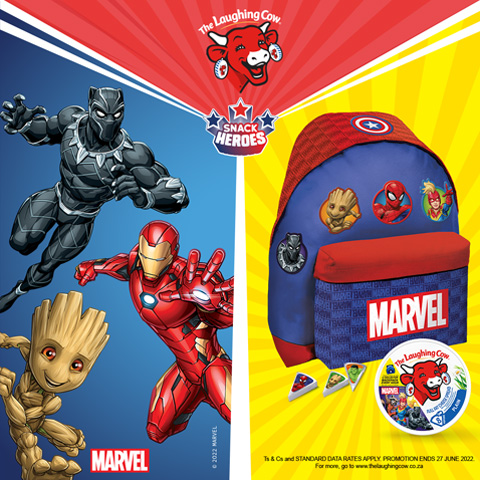 The Laughing Cow
SNACK
HEROES
MARVEL
© 2022 MARVEL
MARVEL
The Laughing Cow
MARVEL
PLAIN
Ts & Cs and STANDARD DATA RATES APPLY. PROMOTION ENDS 27 JUNE 2022.
For more, go to www.thelaughingcow.co.za